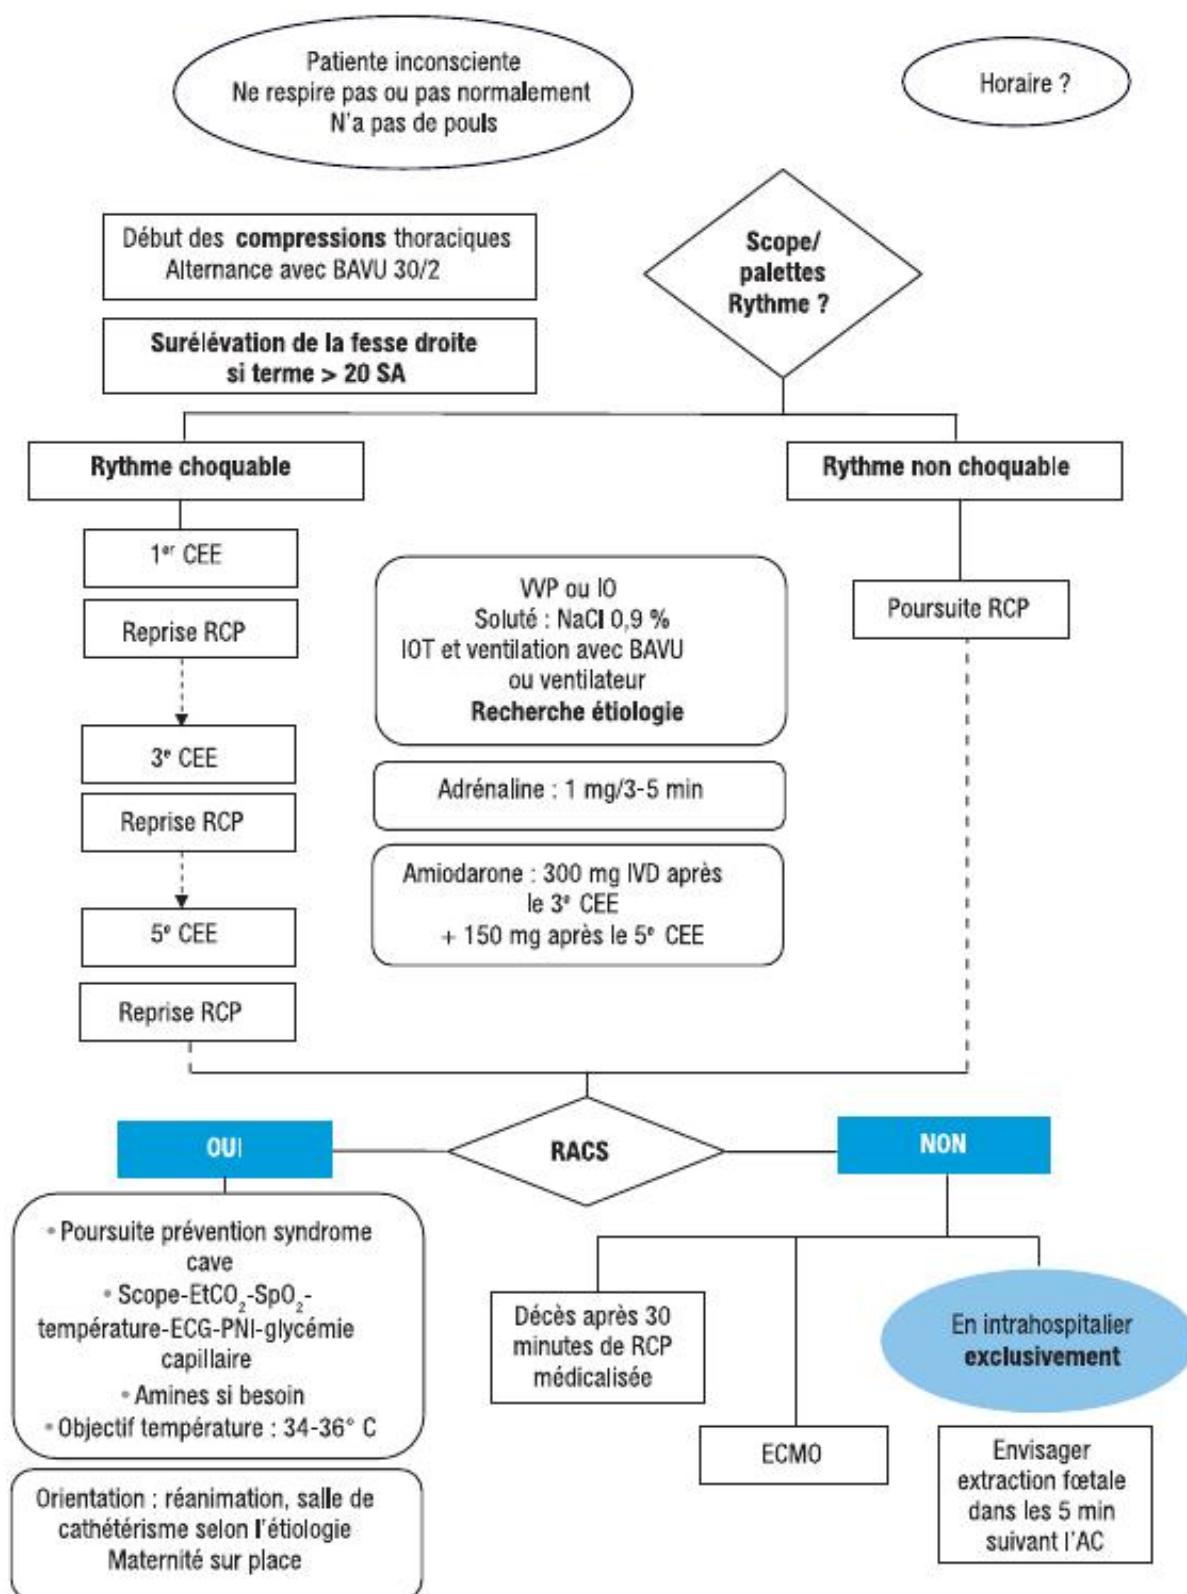 Patiente inconsciente
Ne respire pas ou pas normalement
N'a pas de pouls
Horaire ?
Début des compressions thoraciques
Alternance avec BAVU 30/2
Surélévation de la fesse droite
si terme > 20 SA
Scope/
palettes
Rythme ?
Rythme choquable
Rythme non choquable
1er CEE
Reprise RCP
3e CEE
Reprise RCP
5e CEE
Reprise RCP
VVP ou IO
Soluté : NaCl 0,9 %
IOT et ventilation avec BAVU
ou ventilateur
Recherche étiologie
Adrénaline : 1 mg/3-5 min
Amiodarone : 300 mg IVD après
le 3e CEE
+ 150 mg après le 5e CEE
Poursuite RCP
RACS
OUI
NON
• Poursuite prévention syndrome
cave
• Scope-EtCO2-SpO2-
température-ECG-PNI-glycémie
capillaire
• Amines si besoin
• Objectif température : 34-36° C
Orientation : réanimation, salle de
cathétérisme selon l'étiologie
Maternité sur place
Décès après 30
minutes de RCP
médicalisée
ECMO
En intrahospitalier
exclusivement
Envisager
extraction fœtale
dans les 5 min
suivant l'AC